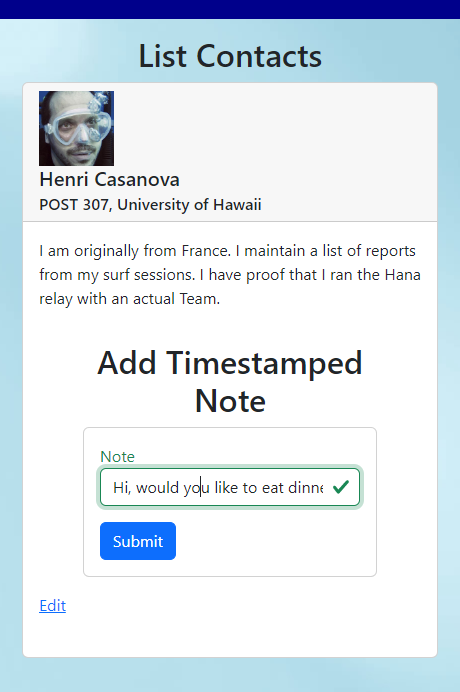 List Contacts
Henri Casanova
POST 307, University of Hawaii
I am originally from France. I maintain a list of reports
from my surf sessions. I have proof that I ran the Hana
relay with an actual Team.
Add Timestamped
Note
Note
Hi, would you like to eat dinne
Submit
Edit